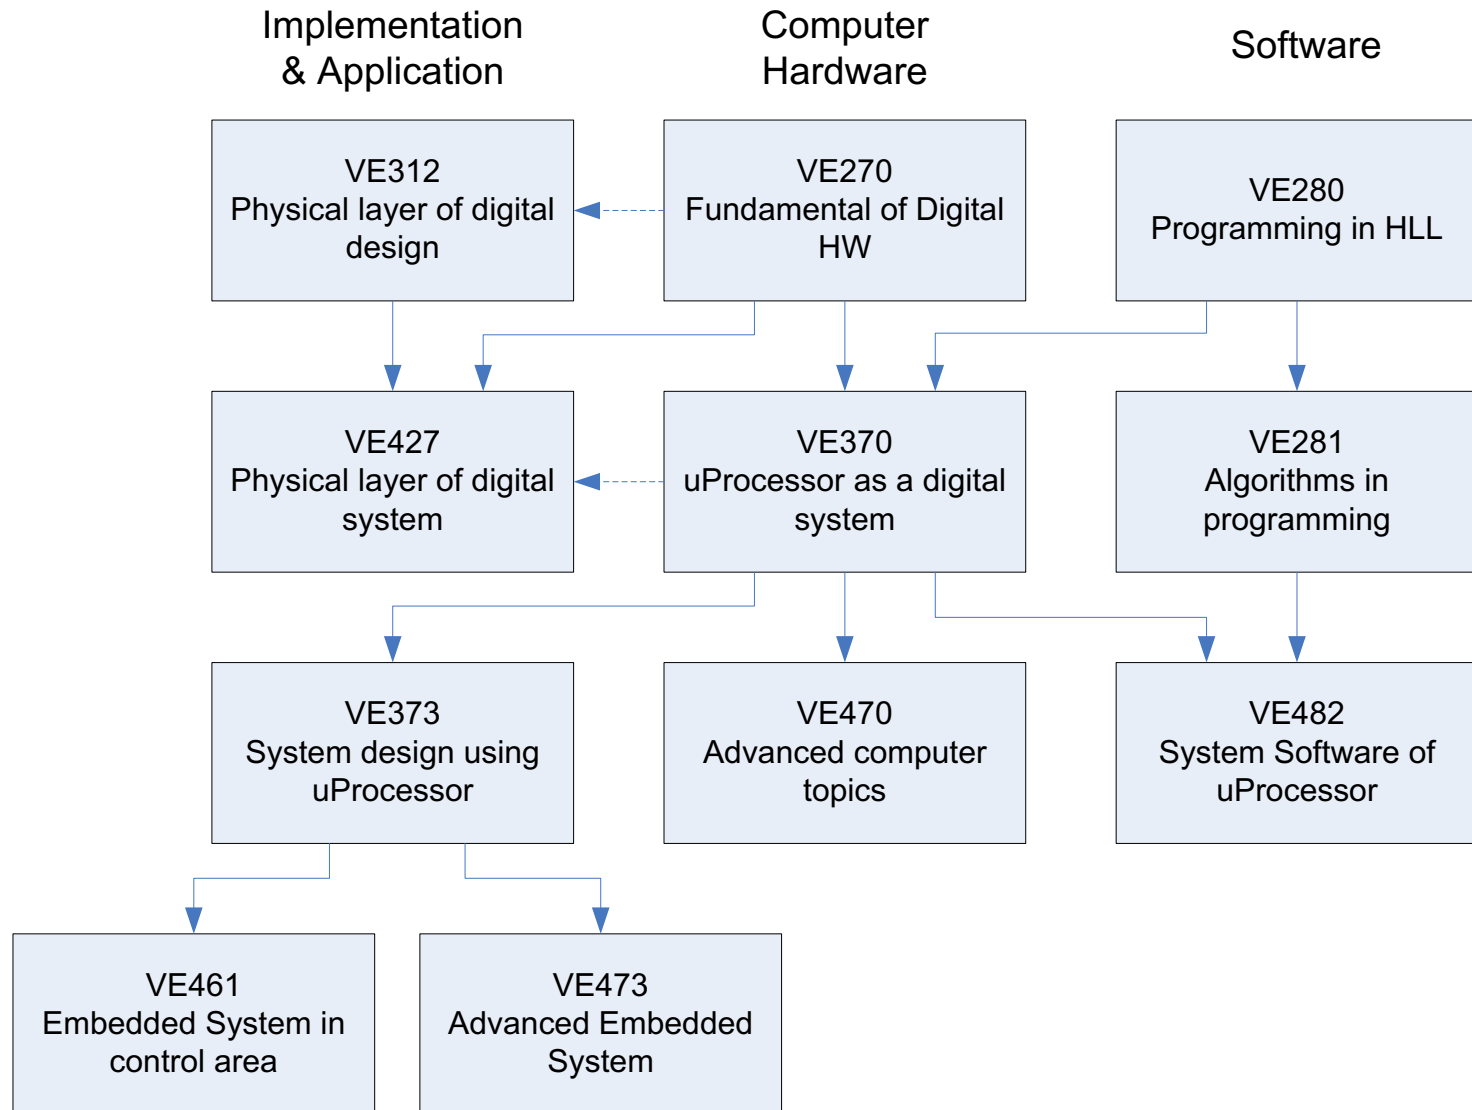 Implementation
& Application
Computer
Hardware
Software
VE312
Physical layer of digital
design
VE270
Fundamental of Digital
HW
VE280
Programming in HLL
VE427
Physical layer of digital
system
VE370
uProcessor as a digital
system
VE281
Algorithms in
programming
VE373
System design using
uProcessor
VE470
Advanced computer
topics
VE482
System Software of
uProcessor
VE461
Embedded System in
control area
VE473
Advanced Embedded
System